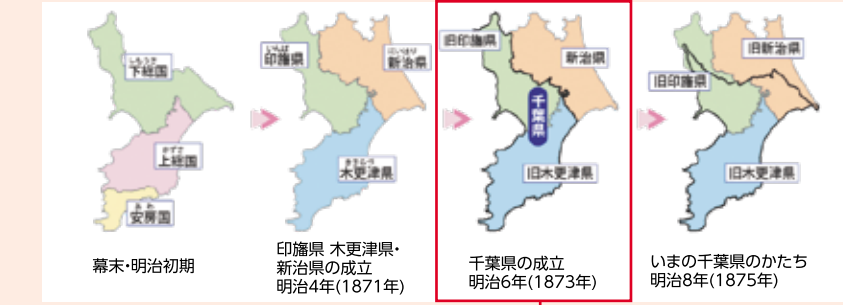 しもうさ
下総国
かずさ
上総国
あわ
安房国
幕末・明治初期
いんば
印旛県
にいはり
新治県
きさらづ
木更津県
印旛県 木更津県・
新治県の成立
明治4年(1871年)
旧印旛県
新治県
千葉県
旧木更津県
千葉県の成立
明治6年(1873年)
旧新治県
旧印旛県
旧木更津県
いまの千葉県のかたち
明治8年(1875年)